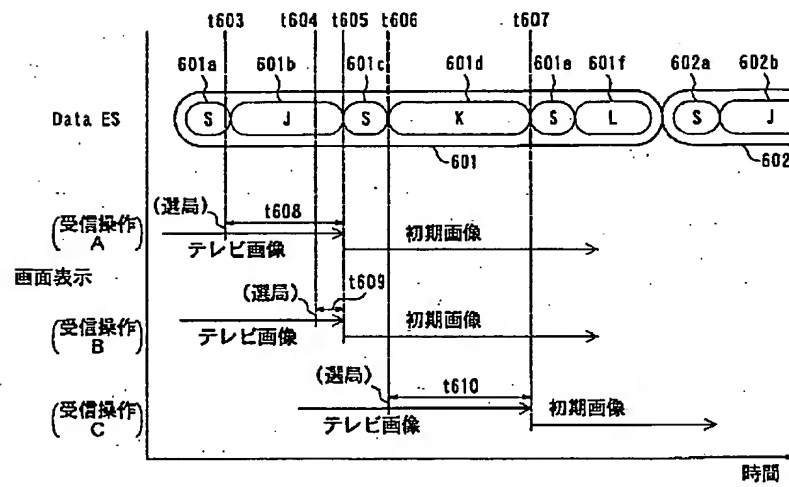 t603 t604 t605 t606 t607
601a 601b 601c 601d 601e 601f 602a 602b
Data ES S J S K S L S J
601 602
(選局) t608
(受信操作A) テレビ画像 初期画像
画面表示
(選局) t609
(受信操作B) テレビ画像 初期画像
(選局) t610
(受信操作C) テレビ画像 初期画像
時間